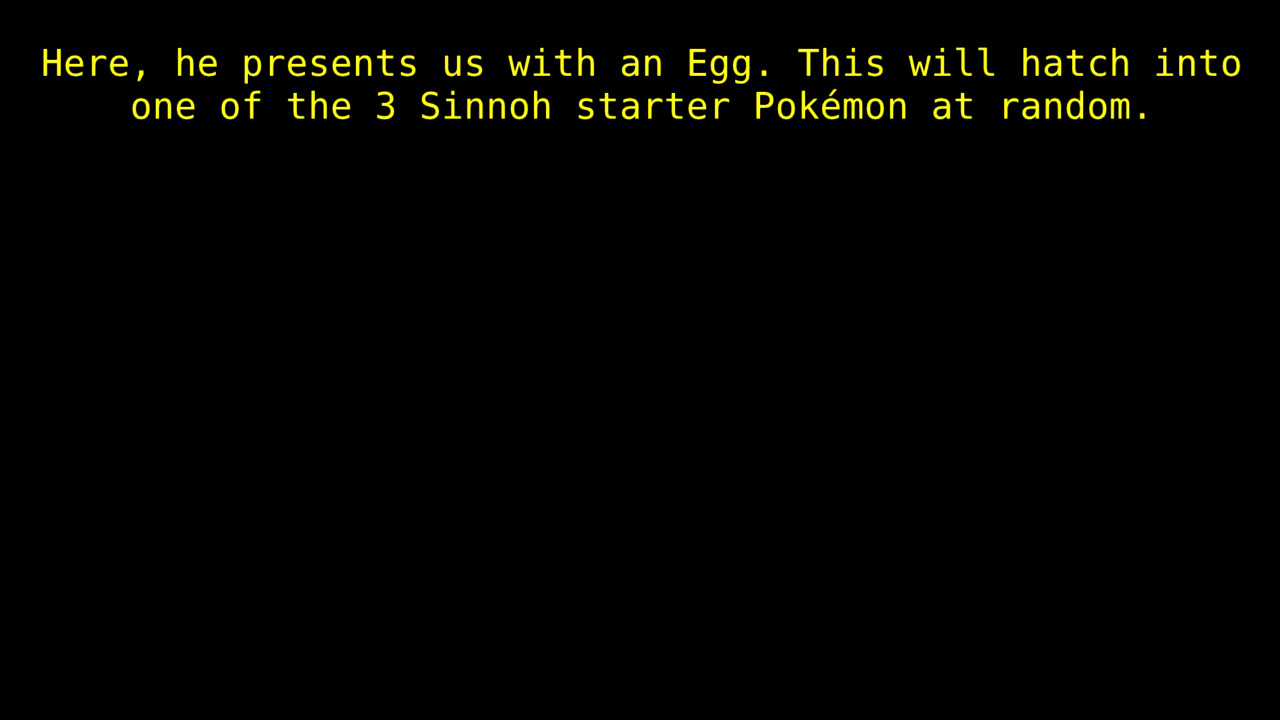 Here, he presents us with an Egg. This will hatch into
one of the 3 Sinnoh starter Pokémon at random.